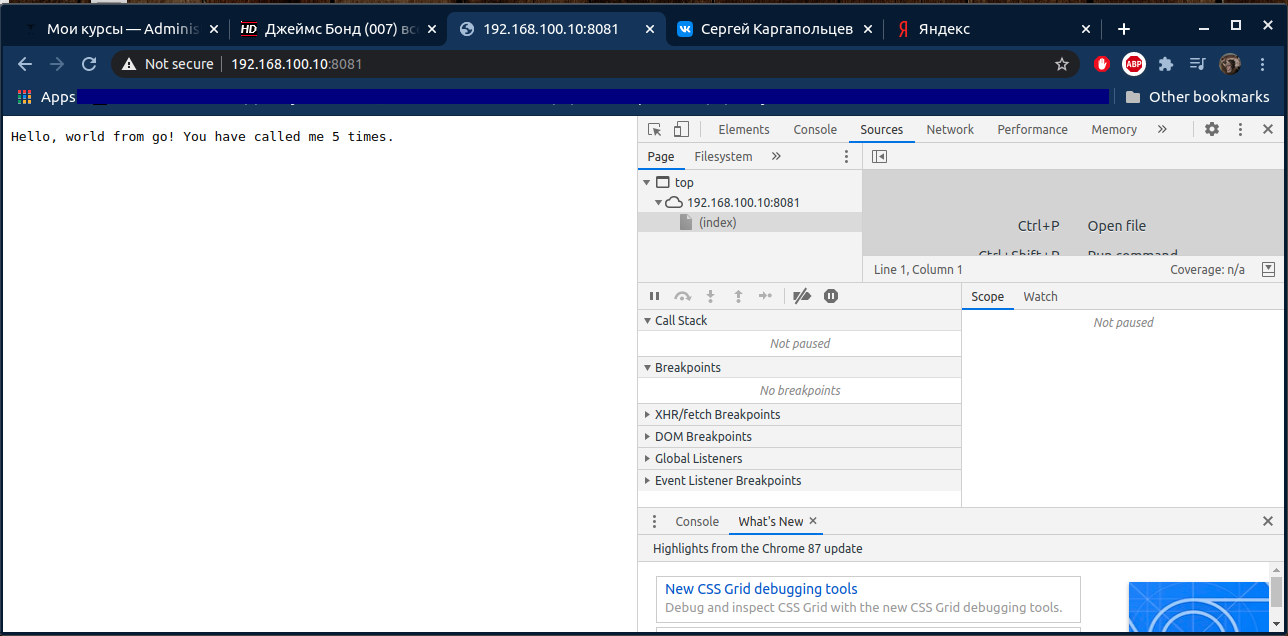 Мои курсы — Adminis
HD Джеймс Бонд (007) вс
192.168.100.10:8081
Сергей Каргапольцев
Я Яндекс
Not secure 192.168.100.10:8081
ABP
Apps
Other bookmarks
Hello, world from go! You have called me 5 times.
Elements Console Sources Network Performance Memory »
Page Filesystem »
top
192.168.100.10:8081
(index)
Ctrl+P Open file
Ctrl+Shift+P Run command
Line 1, Column 1 Coverage: n/a
Scope Watch
Call Stack
Not paused
Not paused
Breakpoints
No breakpoints
XHR/fetch Breakpoints
DOM Breakpoints
Global Listeners
Event Listener Breakpoints
Console What's New ×
Highlights from the Chrome 87 update
New CSS Grid debugging tools
Debug and inspect CSS Grid with the new CSS Grid debugging tools.